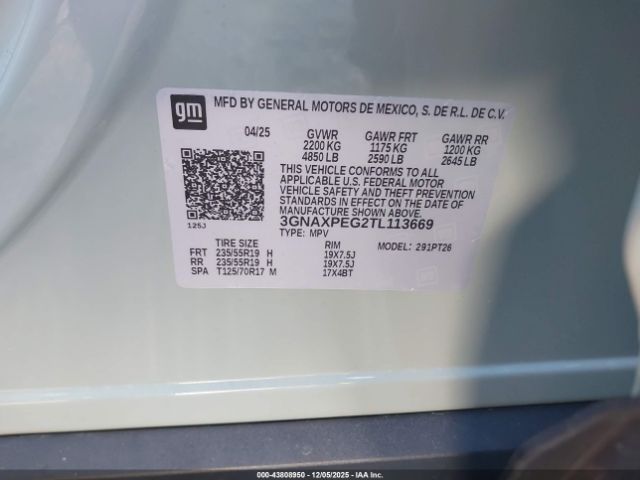 gm
MFD BY GENERAL MOTORS DE MEXICO, S. DE R.L. DE C.V.
04/25 GVWR GAWR FRT GAWR RR
2200 KG 1175 KG 1200 KG
4850 LB 2590 LB 2645 LB
THIS VEHICLE CONFORMS TO ALL
APPLICABLE U.S. FEDERAL MOTOR
VEHICLE SAFETY AND THEFT PREVENTION
STANDARDS IN EFFECT ON THE DATE OF
MANUFACTURE SHOWN ABOVE.
3GNAXPEG2TL113669
125J TYPE: MPV MODEL: 291PT26
TIRE SIZE RIM
FRT 235/55R19 H 19X7.5J
RR 235/55R19 H 19X7.5J
SPA T125/70R17 M 17X4BT
000-43808950 | 12/05/2025 - IAAI.COM